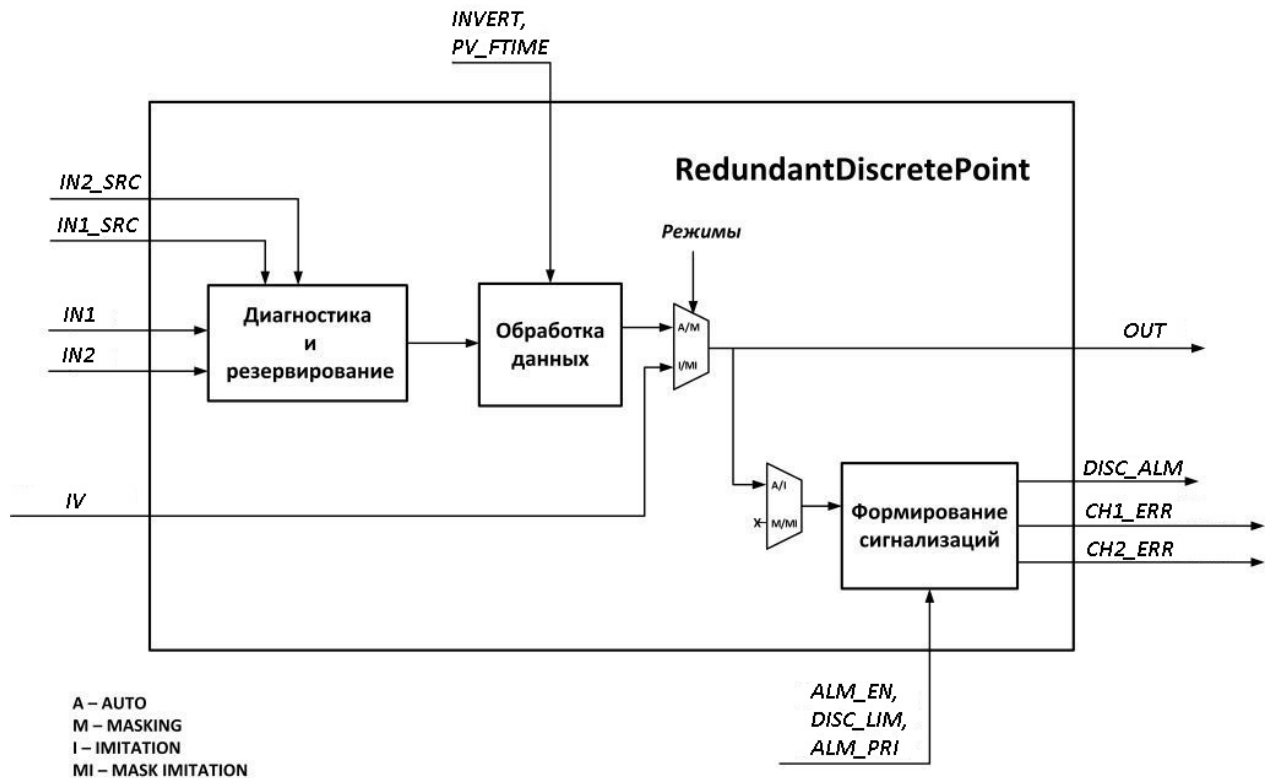 INVERT,
PV_FTIME
RedundantDiscretePoint
IN2_SRC
IN1_SRC
Режимы
IN1
IN2
Диагностика
и
резервирование
Обработка
данных
A/M
I/MI
OUT
IV
A/I
X
M/MI
Формирование
сигнализаций
DISC_ALM
CH1_ERR
CH2_ERR
ALM_EN,
DISC_LIM,
ALM_PRI
A – AUTO
M – MASKING
I – IMITATION
MI – MASK IMITATION